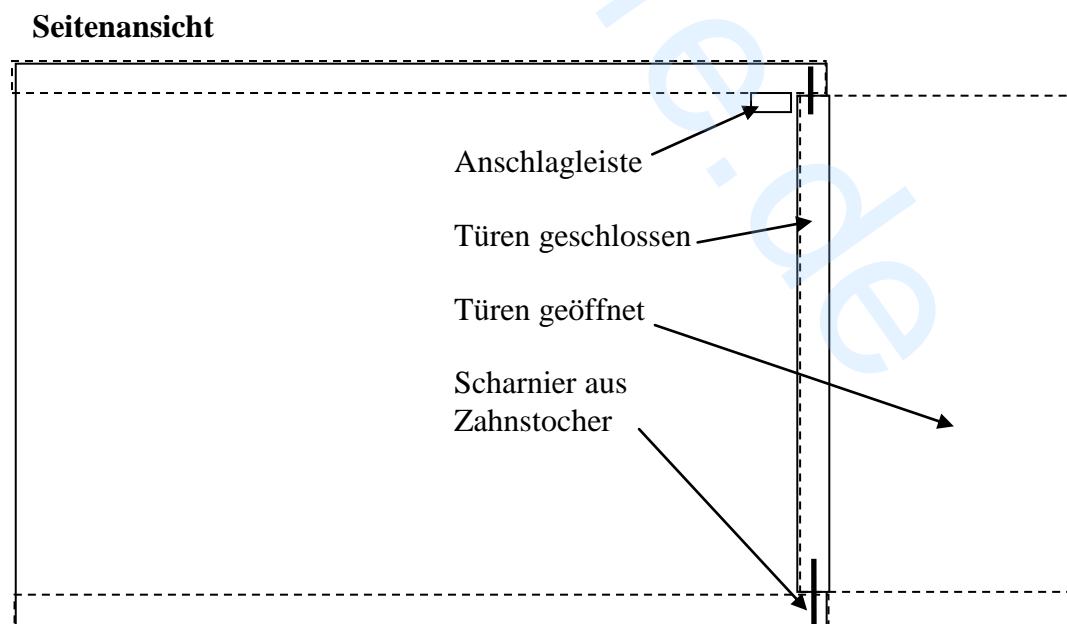 Seitenansicht
Anschlagleiste
Türen geschlossen
Türen geöffnet
Scharnier aus
Zahnstocher